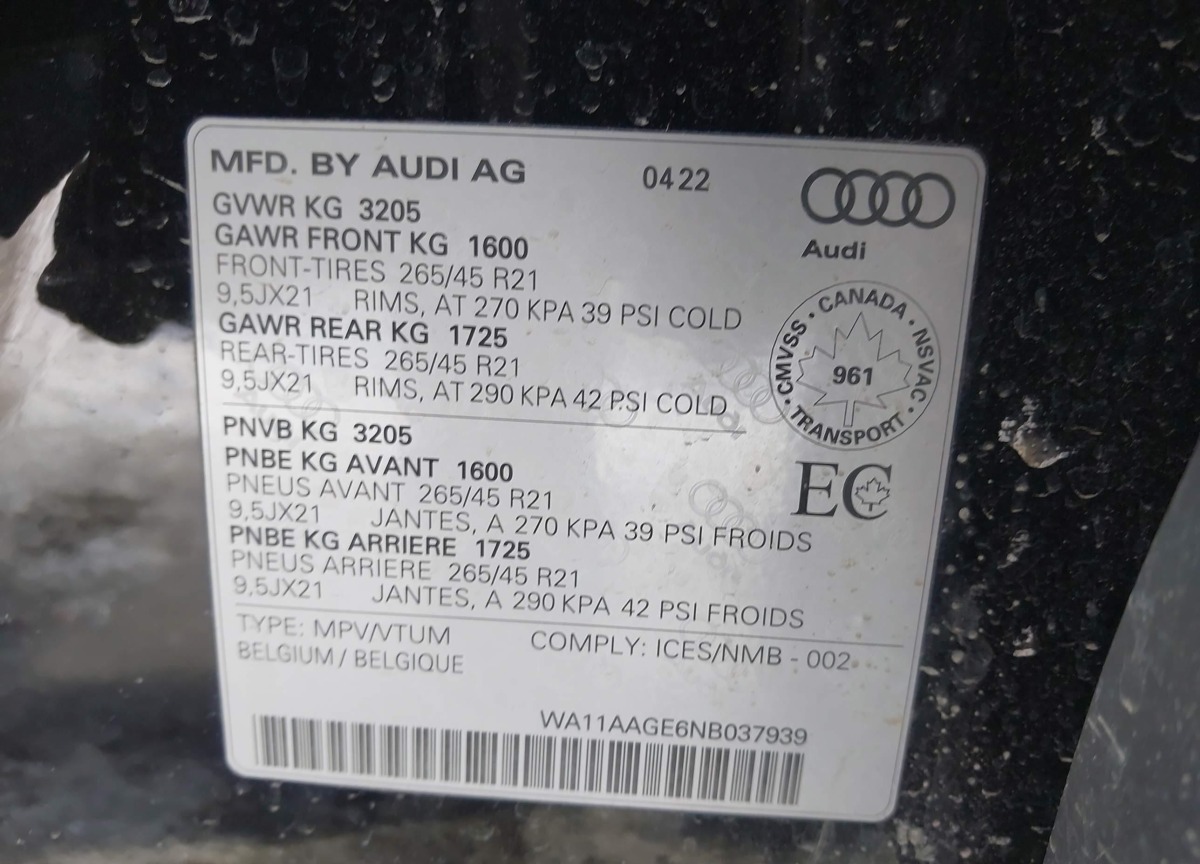 MFD. BY AUDI AG 0422
Audi
GVWR KG 3205
GAWR FRONT KG 1600
FRONT-TIRES 265/45 R21
9,5JX21 RIMS, AT 270 KPA 39 PSI COLD
GAWR REAR KG 1725
REAR-TIRES 265/45 R21
9,5JX21 RIMS, AT 290 KPA 42 PSI COLD
CMVSS · CANADA · NSVAC · TRANSPORT ·
961
PNVB KG 3205
PNBE KG AVANT 1600
PNEUS AVANT 265/45 R21
9,5JX21 JANTES, A 270 KPA 39 PSI FROIDS
PNBE KG ARRIERE 1725
PNEUS ARRIERE 265/45 R21
9,5JX21 JANTES, A 290 KPA 42 PSI FROIDS
EC
TYPE: MPV/VTUM COMPLY: ICES/NMB - 002
BELGIUM / BELGIQUE
WA11AAGE6NB037939